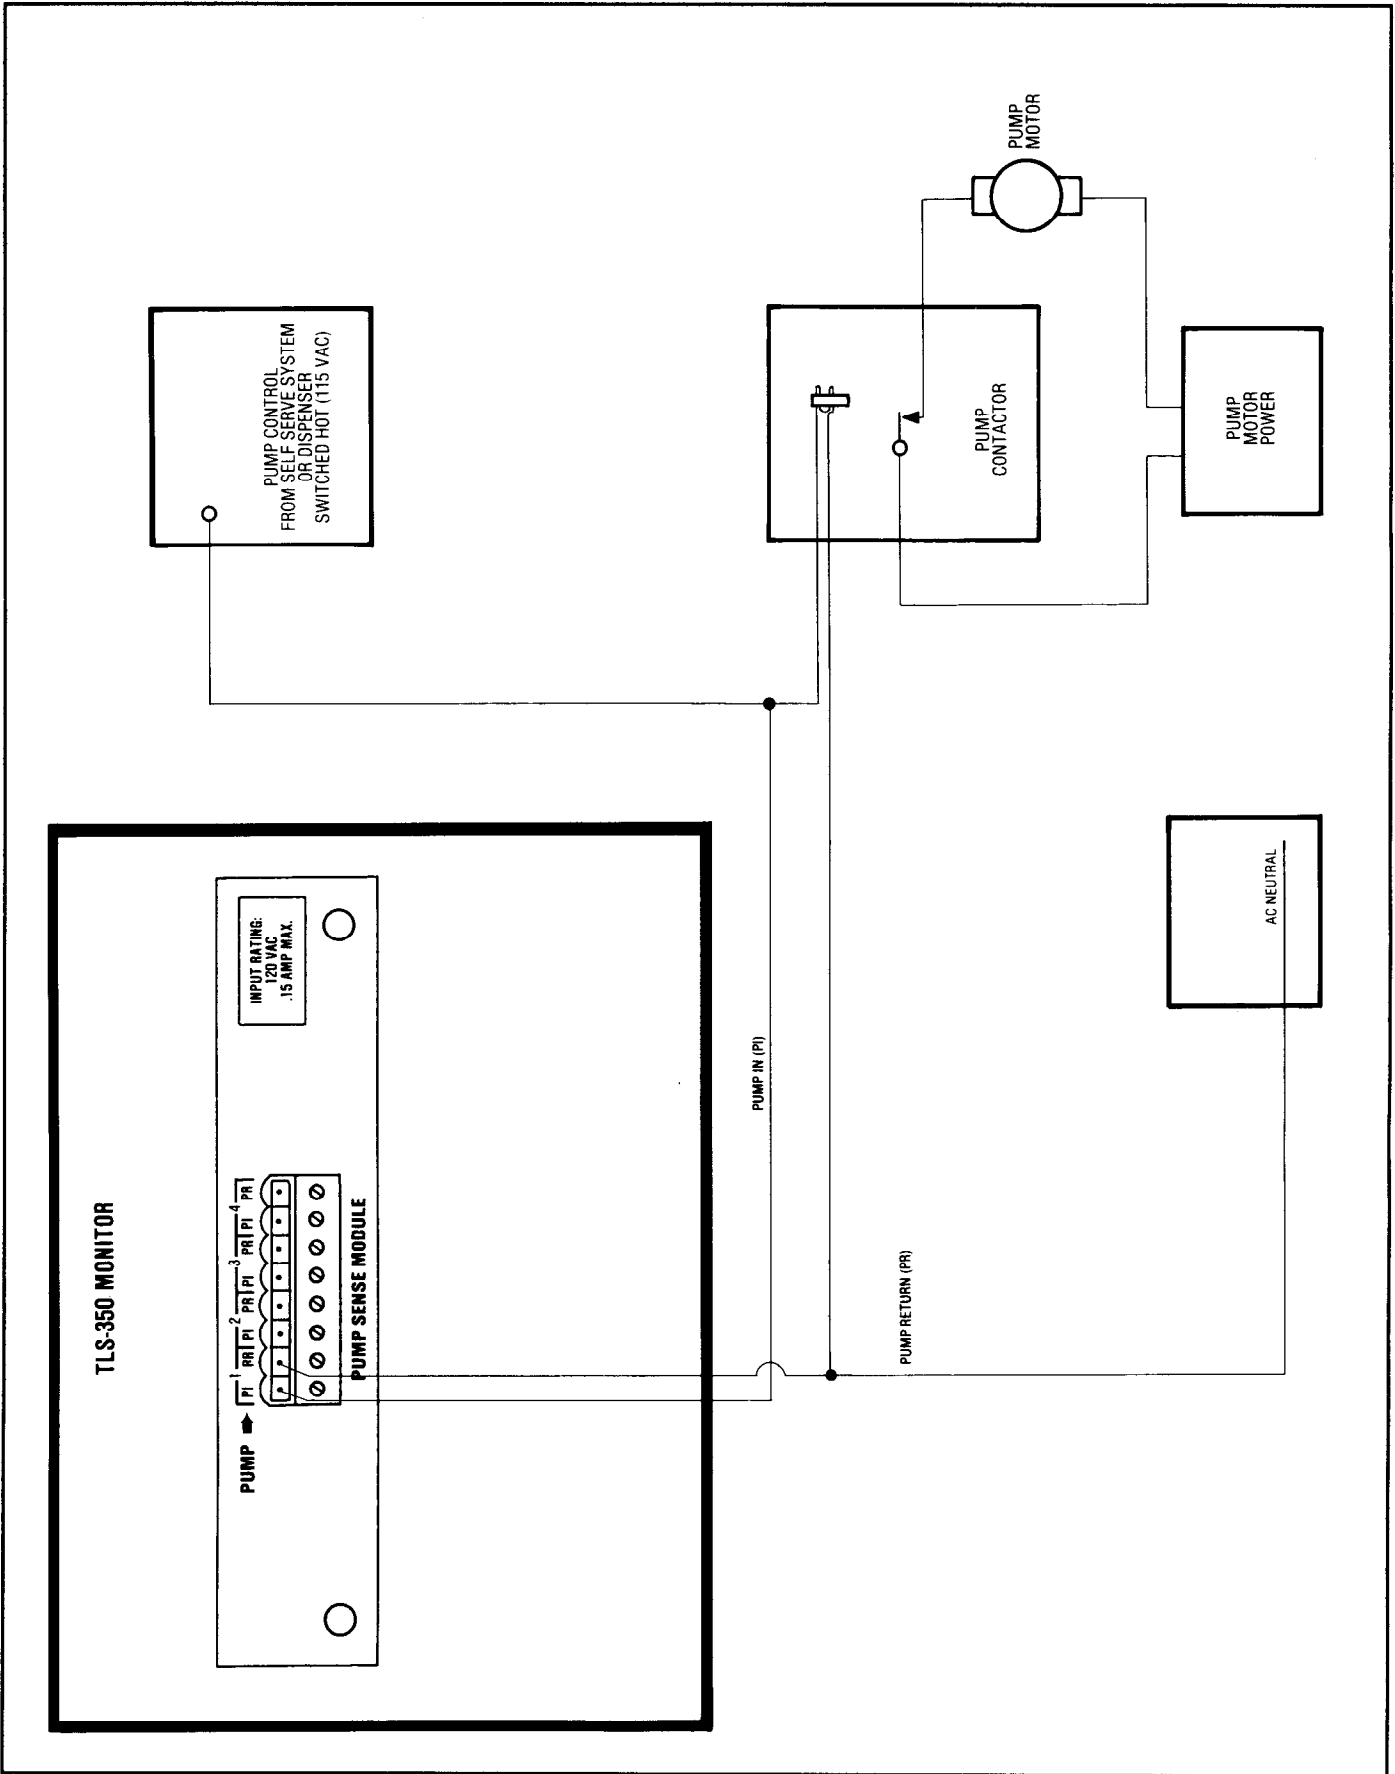 TLS-350 MONITOR
PUMP
1 2 3 4
PI RR PI PR PI PR PI PR
INPUT RATING:
120 VAC
.15 AMP MAX.
PUMP SENSE MODULE
PUMP CONTROL
FROM SELF SERVE SYSTEM
OR DISPENSER
SWITCHED HOT (115 VAC)
PUMP IN (PI)
PUMP RETURN (PR)
PUMP
CONTACTOR
PUMP
MOTOR
AC NEUTRAL
PUMP
MOTOR
POWER